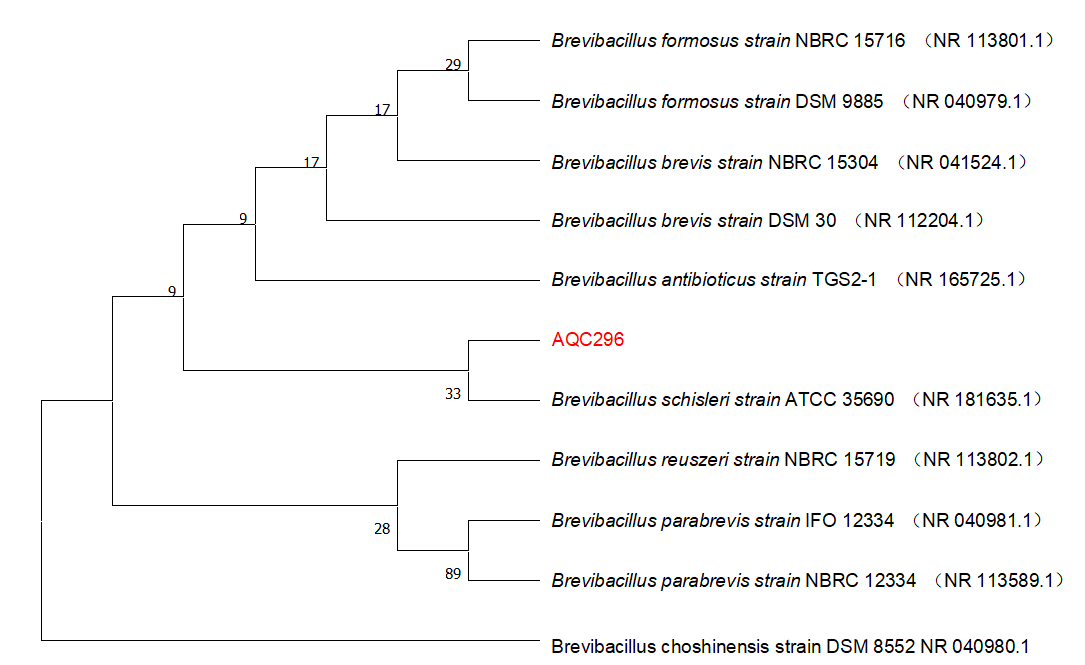 Brevibacillus formosus strain NBRC 15716 （NR 113801.1）
29
Brevibacillus formosus strain DSM 9885 （NR 040979.1）
17
Brevibacillus brevis strain NBRC 15304 （NR 041524.1）
17
Brevibacillus brevis strain DSM 30 （NR 112204.1）
9
Brevibacillus antibioticus strain TGS2-1 （NR 165725.1）
9
AQC296
33
Brevibacillus schisleri strain ATCC 35690 （NR 181635.1）
Brevibacillus reuszeri strain NBRC 15719 （NR 113802.1）
28
Brevibacillus parabrevis strain IFO 12334 （NR 040981.1）
89
Brevibacillus parabrevis strain NBRC 12334 （NR 113589.1）
Brevibacillus choshinensis strain DSM 8552 NR 040980.1